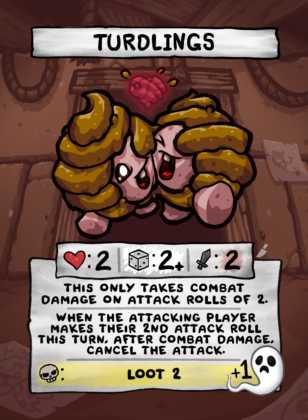 TURDLINGS
:2 :2+ :2
THIS ONLY TAKES COMBAT
DAMAGE ON ATTACK ROLLS OF 2.
WHEN THE ATTACKING PLAYER
MAKES THEIR 2ND ATTACK ROLL
THIS TURN, AFTER COMBAT DAMAGE,
CANCEL THE ATTACK.
: LOOT 2 +1